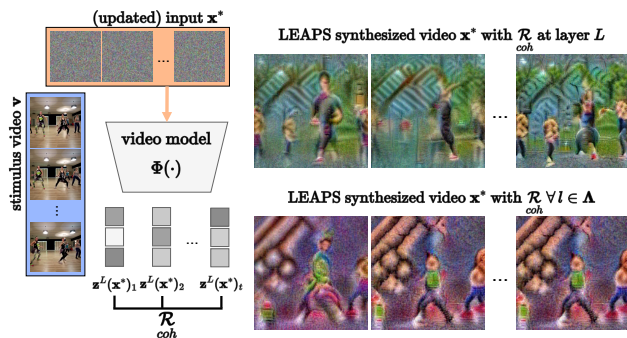 (updated) input x*
...
stimulus video v
...
video model
Φ(·)
...
z^L(x*)_1 z^L(x*)_2 z^L(x*)_t
R
coh
LEAPS synthesized video x* with R at layer L
coh
...
LEAPS synthesized video x* with R ∀ l ∈ Λ
coh
...